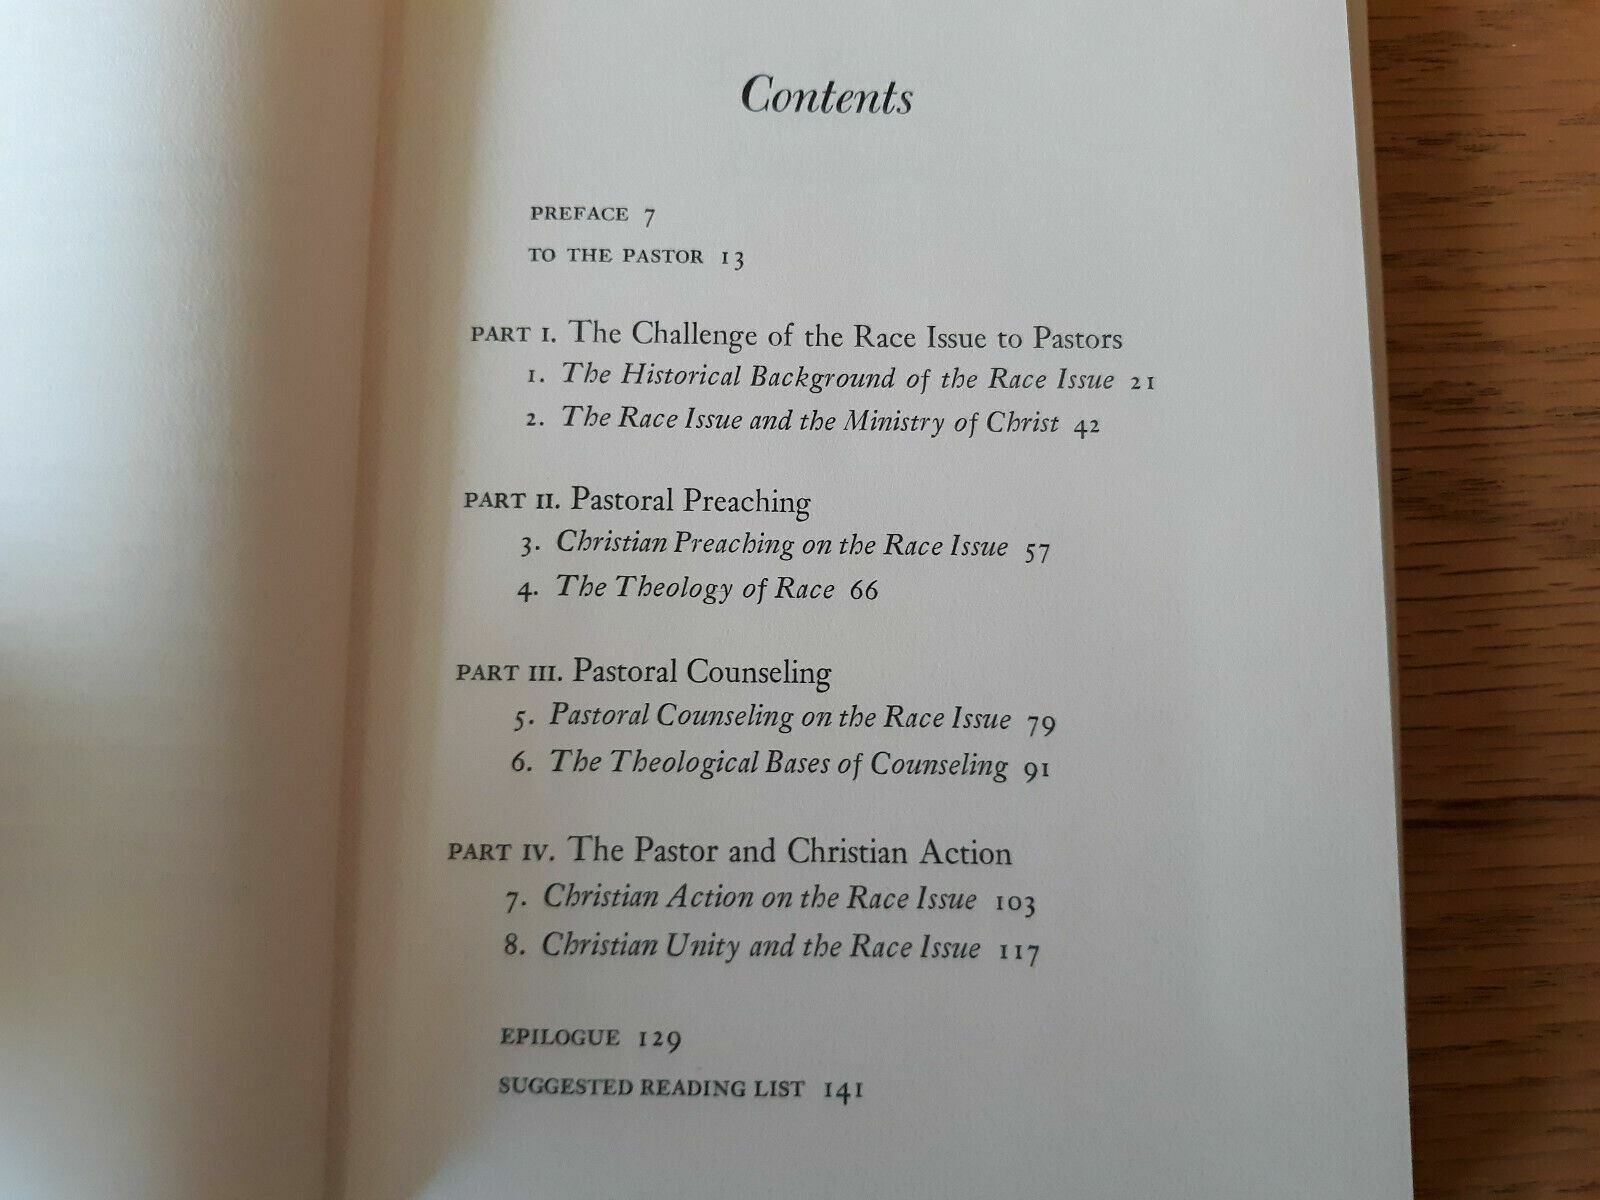 Contents
PREFACE 7
TO THE PASTOR 13
PART I. The Challenge of the Race Issue to Pastors
1. The Historical Background of the Race Issue 21
2. The Race Issue and the Ministry of Christ 42
PART II. Pastoral Preaching
3. Christian Preaching on the Race Issue 57
4. The Theology of Race 66
PART III. Pastoral Counseling
5. Pastoral Counseling on the Race Issue 79
6. The Theological Bases of Counseling 91
PART IV. The Pastor and Christian Action
7. Christian Action on the Race Issue 103
8. Christian Unity and the Race Issue 117
EPILOGUE 129
SUGGESTED READING LIST 141